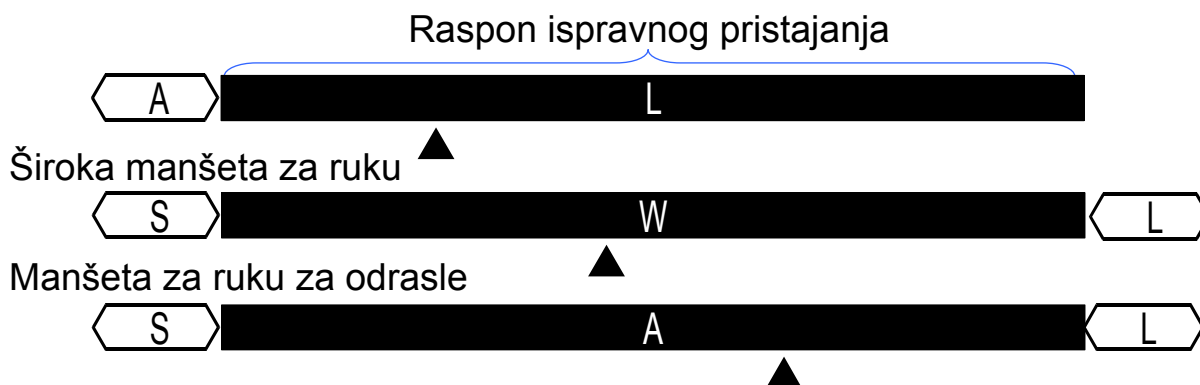 Raspon ispravnog pristajanja
A L
Široka manšeta za ruku
S W L
Manšeta za ruku za odrasle
S A L